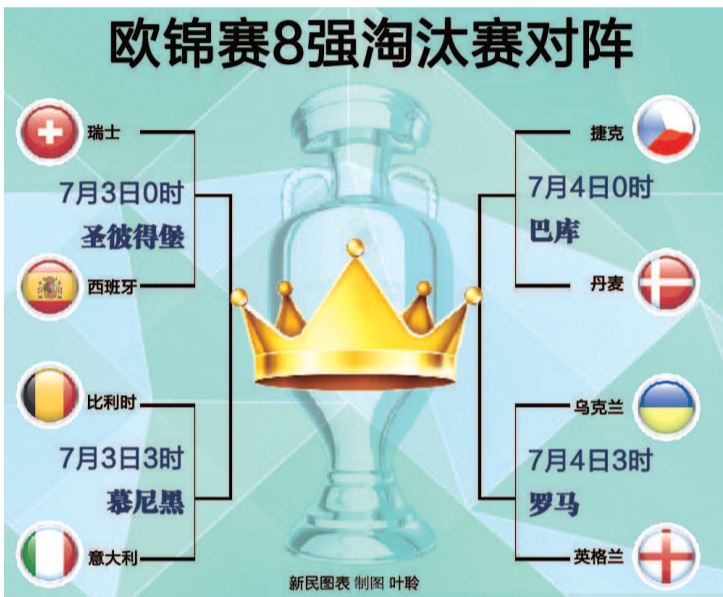 欧锦赛8强淘汰赛对阵
瑞士
7月3日0时
圣彼得堡
西班牙
比利时
7月3日3时
慕尼黑
意大利
捷克
7月4日0时
巴库
丹麦
乌克兰
7月4日3时
罗马
英格兰
新民图表 制图 叶聆